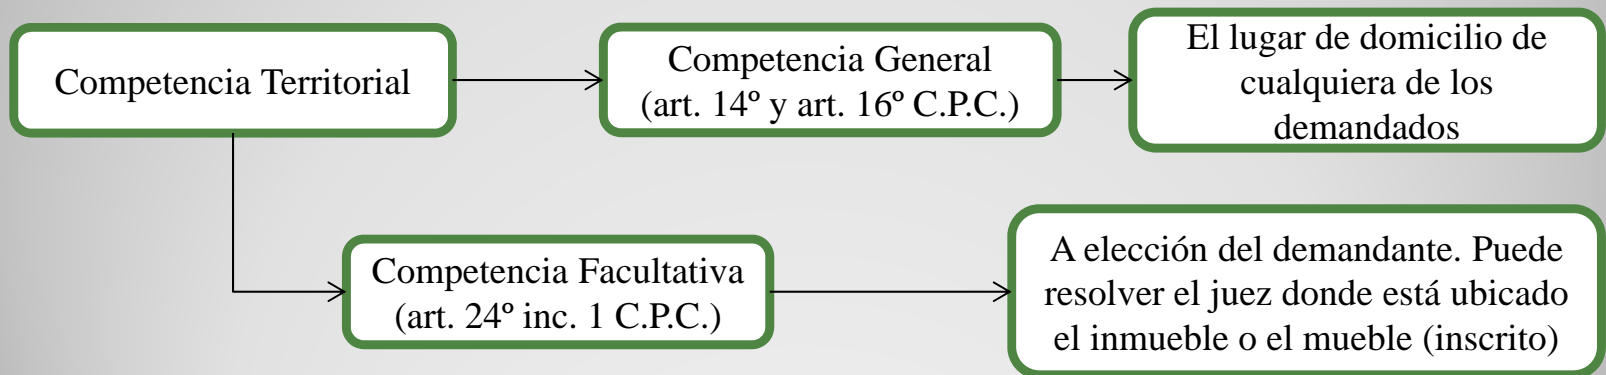 Competencia Territorial
Competencia General
(art. 14º y art. 16º C.P.C.)
El lugar de domicilio de
cualquiera de los
demandados
Competencia Facultativa
(art. 24º inc. 1 C.P.C.)
A elección del demandante. Puede
resolver el juez donde está ubicado
el inmueble o el mueble (inscrito)